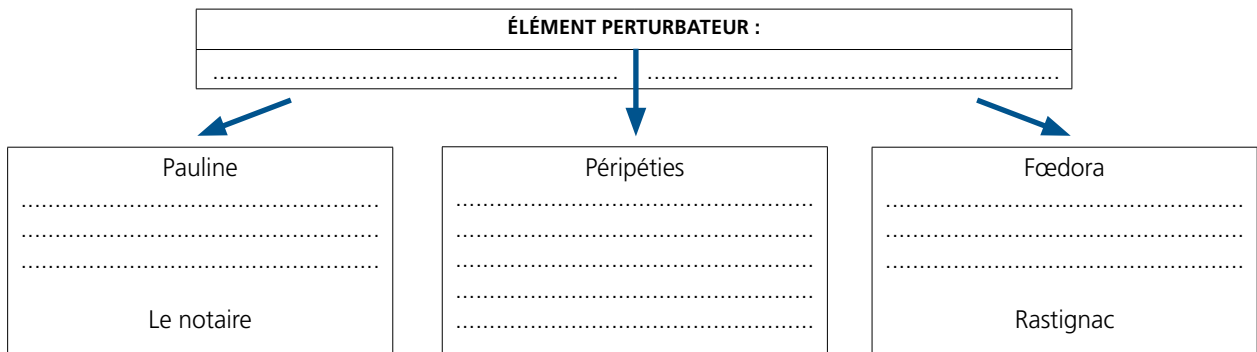 ÉLÉMENT PERTURBATEUR :
............................................................. .............................................................
Pauline
.....................................................
.....................................................
.....................................................
Le notaire
Péripéties
.....................................................
.....................................................
.....................................................
.....................................................
.....................................................
Fœdora
.....................................................
.....................................................
.....................................................
Rastignac